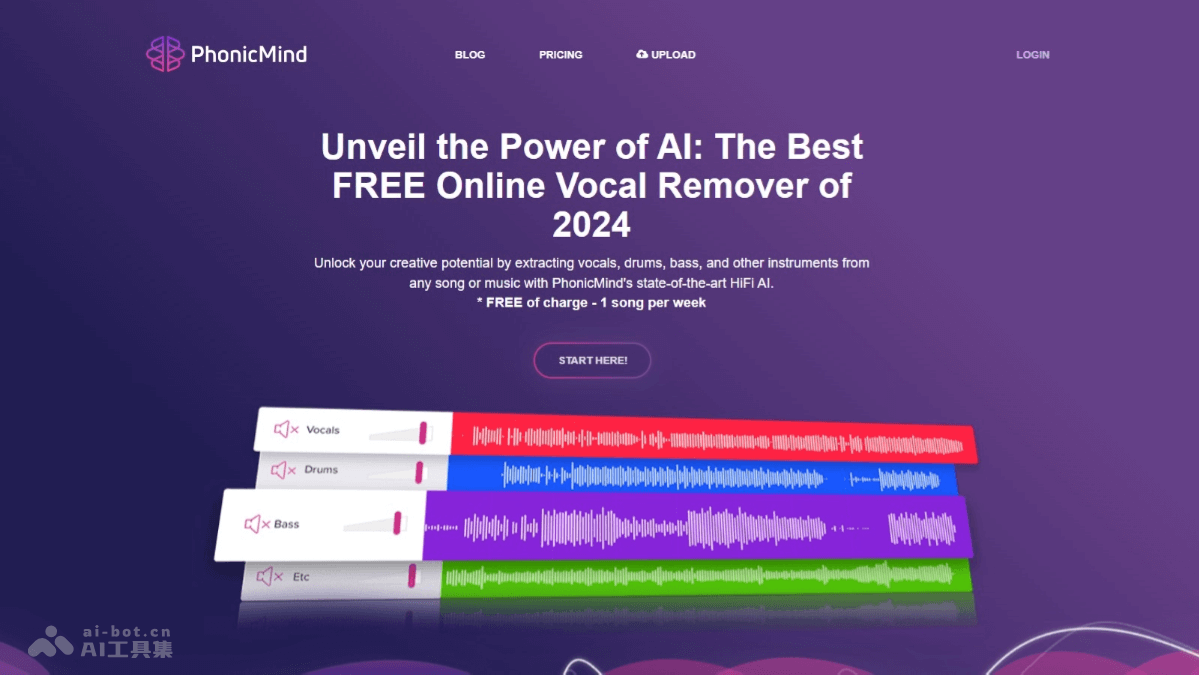 PhonicMind
BLOG
PRICING
UPLOAD
LOGIN
Unveil the Power of AI: The Best
FREE Online Vocal Remover of
2024
Unlock your creative potential by extracting vocals, drums, bass, and other instruments from
any song or music with PhonicMind's state-of-the-art HiFi AI.
* FREE of charge - 1 song per week
START HERE!
Vocals
Drums
Bass
Etc
ai-bot.cn
AI工具集